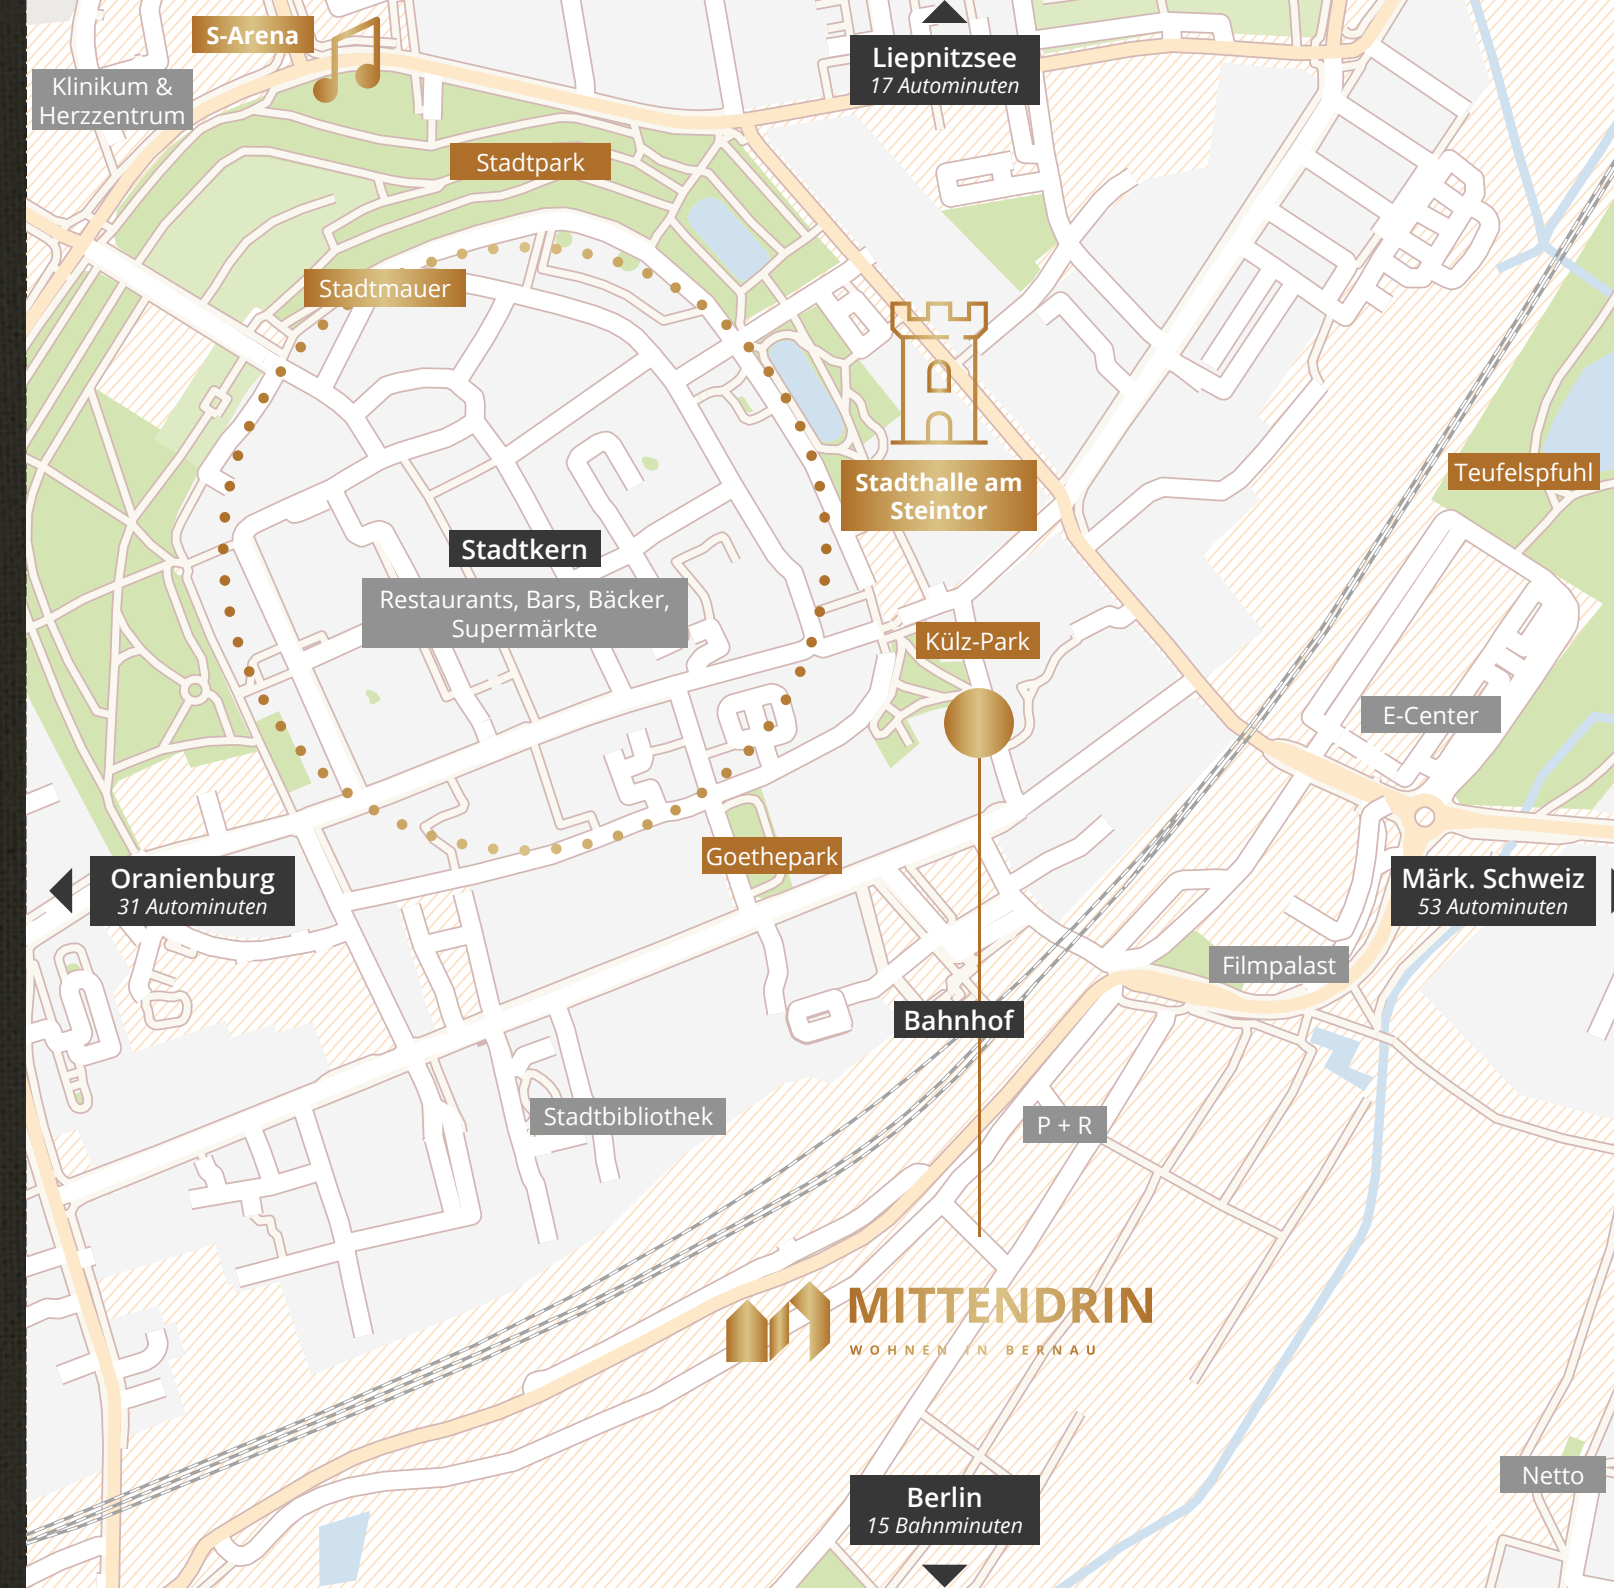 S-Arena
Liepnitzsee
17 Autominuten
Klinikum &
Herzzentrum
Stadtpark
Stadtmauer
Stadthalle am
Steintor
Teufelspfuhl
Stadtkern
Restaurants, Bars, Bäcker,
Supermärkte
Külz-Park
E-Center
Goethepark
Oranienburg
31 Autominuten
Märk. Schweiz
53 Autominuten
Filmpalast
Bahnhof
Stadtbibliothek
P + R
MITTENDRIN
WOHNEN IN BERNAU
Netto
Berlin
15 Bahnminuten